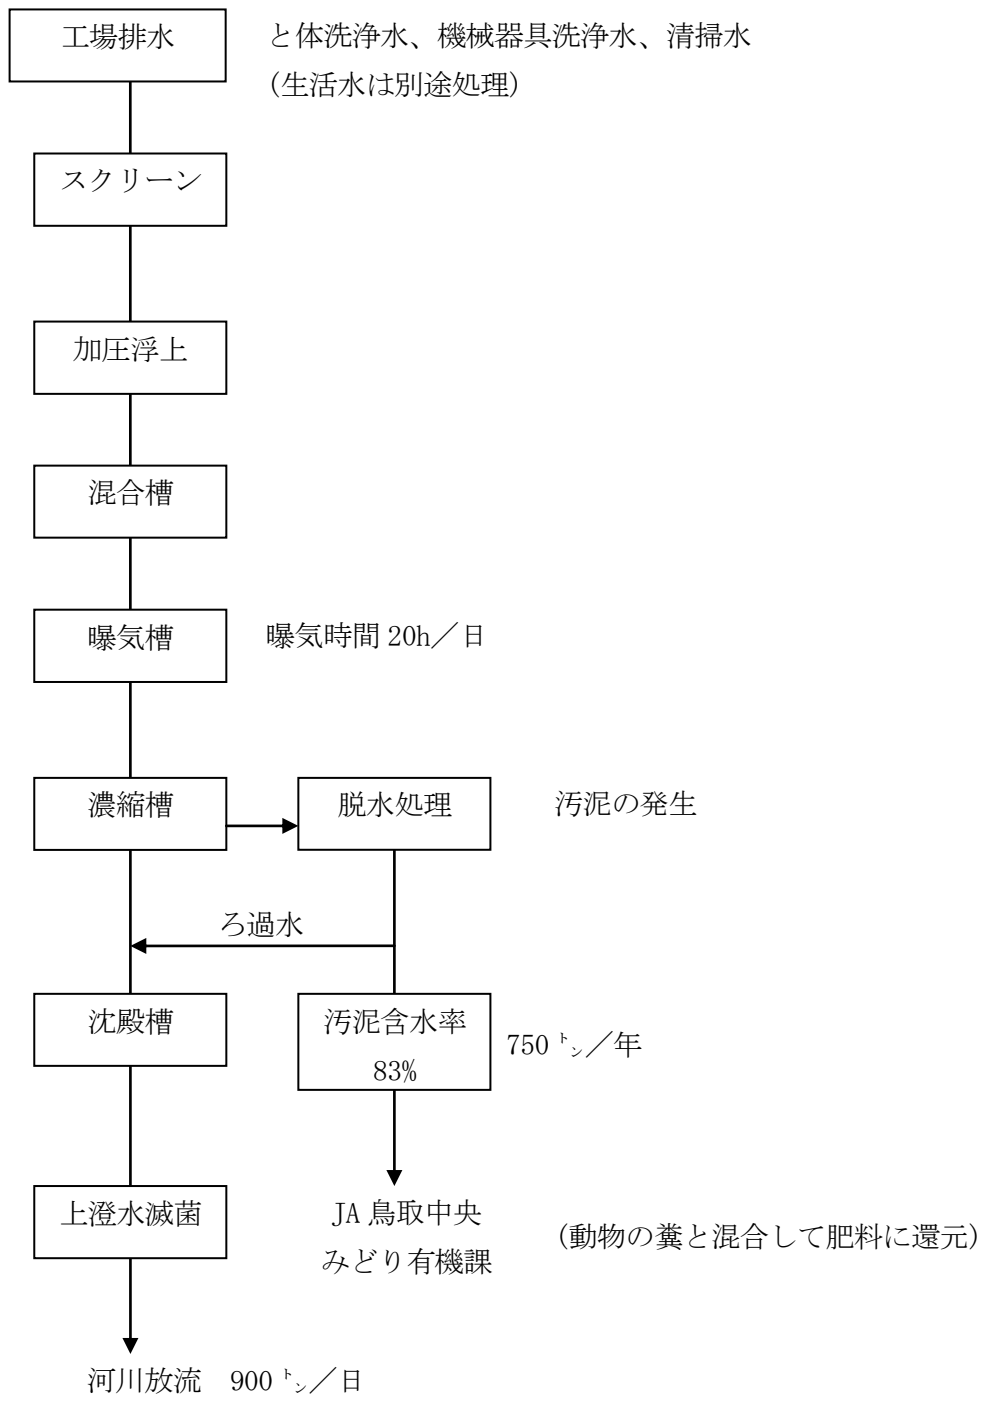 工場排水
と体洗浄水、機械器具洗浄水、清掃水
(生活水は別途処理)
スクリーン
加圧浮上
混合槽
曝気槽
曝気時間 20h／日
濃縮槽
脱水処理
汚泥の発生
ろ過水
沈殿槽
汚泥含水率
83%
750 ㌧／年
上澄水滅菌
JA 鳥取中央
みどり有機課
(動物の糞と混合して肥料に還元)
河川放流　900 ㌧／日